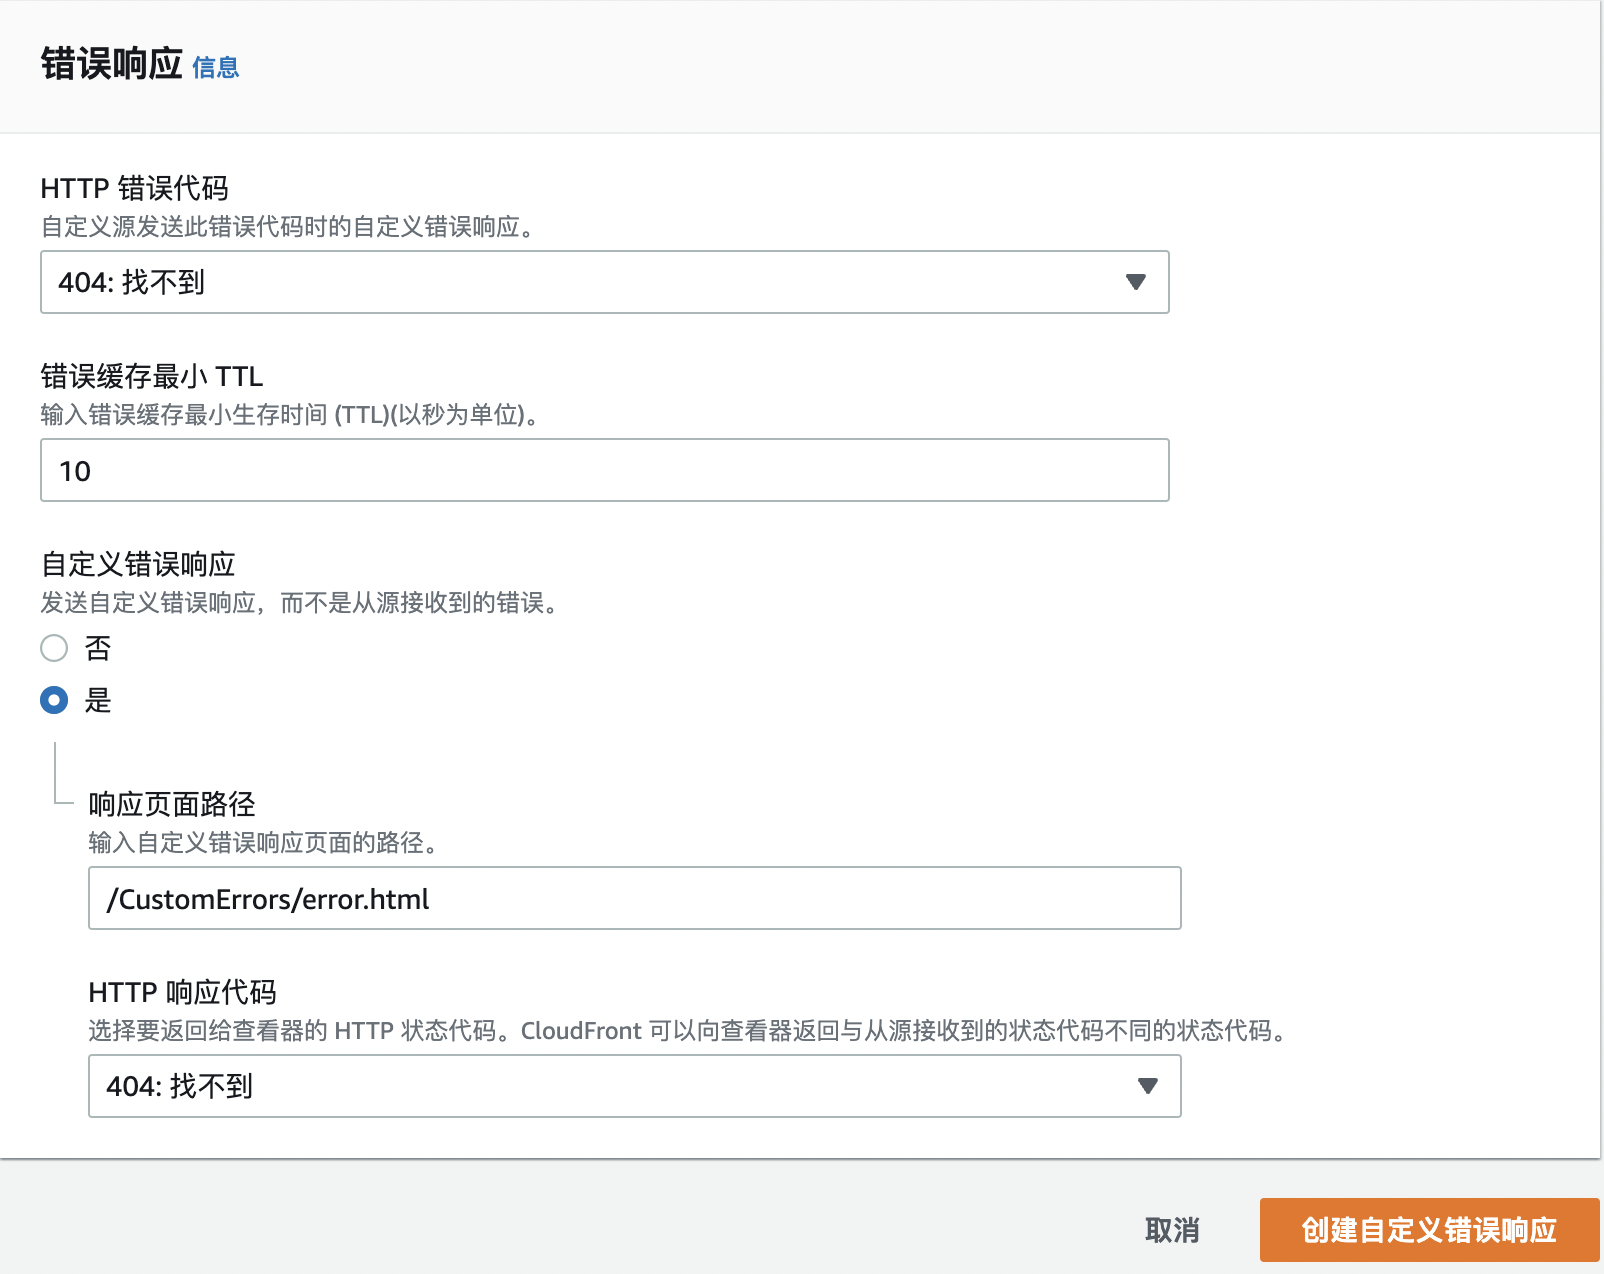 错误响应 信息
HTTP 错误代码
自定义源发送此错误代码时的自定义错误响应。
404: 找不到
错误缓存最小 TTL
输入错误缓存最小生存时间 (TTL)(以秒为单位)。
10
自定义错误响应
发送自定义错误响应，而不是从源接收到的错误。
否
是
响应页面路径
输入自定义错误响应页面的路径。
/CustomErrors/error.html
HTTP 响应代码
选择要返回给查看器的 HTTP 状态代码。CloudFront 可以向查看器返回与从源接收到的状态代码不同的状态代码。
404: 找不到
取消 创建自定义错误响应